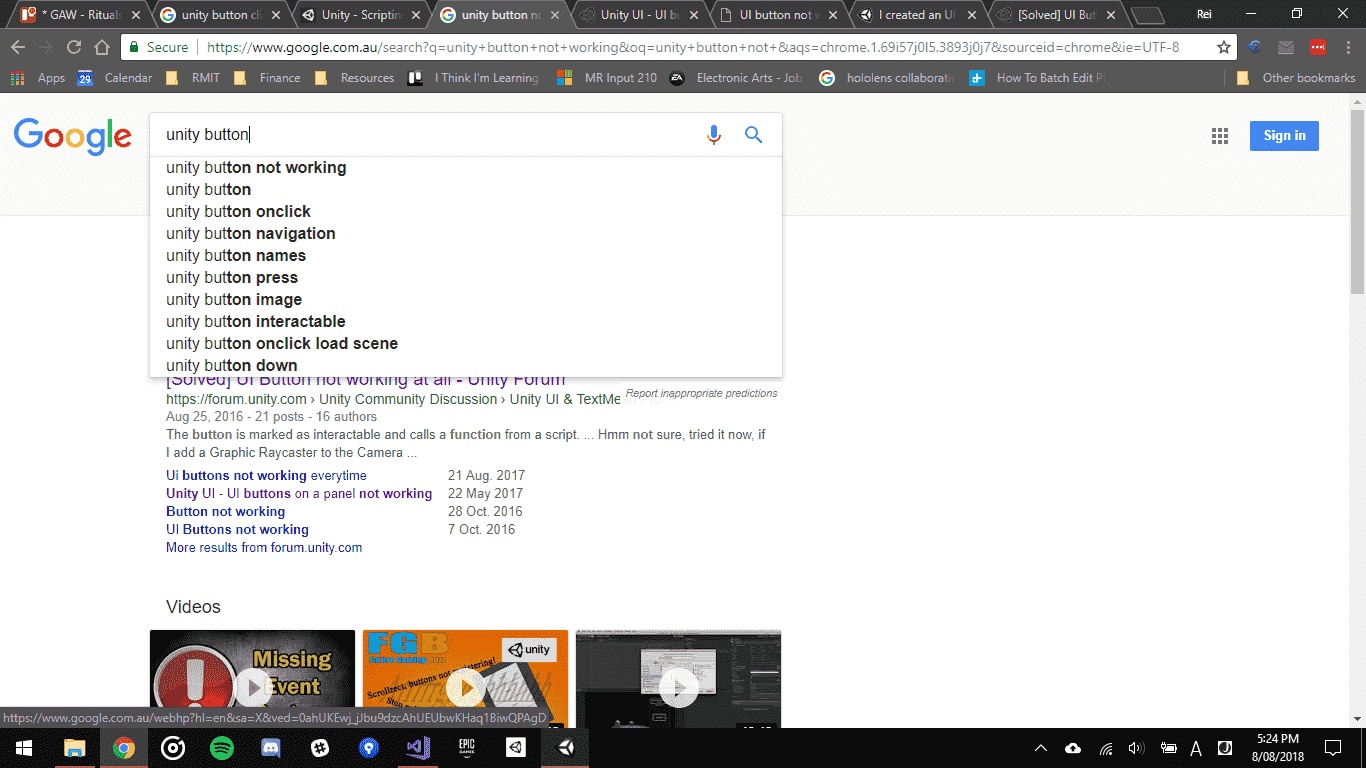 * GAW - Rituals
unity button cli
Unity - Scriptin
unity button no
Unity UI - UI bu
UI button not w
I created an UI
[Solved] UI But
Rei
Secure
https://www.google.com.au/search?q=unity+button+not+working&oq=unity+button+not+&aqs=chrome.1.69i57j0l5.3893j0j7&sourceid=chrome&ie=UTF-8
Apps
29
Calendar
RMIT
Finance
Resources
I Think I'm Learning
MR Input 210
Electronic Arts - Job
hololens collaboratio
How To Batch Edit P
Other bookmarks
Google
unity button
Sign in
unity button not working
unity button
unity button onclick
unity button navigation
unity button names
unity button press
unity button image
unity button interactable
unity button onclick load scene
unity button down
[Solved] UI Button not working at all - Unity Forum
Report inappropriate predictions
https://forum.unity.com › Unity Community Discussion › Unity UI & TextMe
Aug 25, 2016 - 21 posts - 16 authors
The button is marked as interactable and calls a function from a script. ... Hmm not sure, tried it now, if
I add a Graphic Raycaster to the Camera ...
Ui buttons not working everytime 21 Aug. 2017
Unity UI - UI buttons on a panel not working 22 May 2017
Button not working 28 Oct. 2016
UI Buttons not working 7 Oct. 2016
More results from forum.unity.com
Videos
Missing
Event
FGB
unity
Scrollrect buttons not registering!
https://www.google.com.au/webhp?hl=en&sa=X&ved=0ahUKEwj_jJbu9dzcAhUEUbwKHaq1BiwQPAgD
EPIC
GAMES
A
5:24 PM
8/08/2018